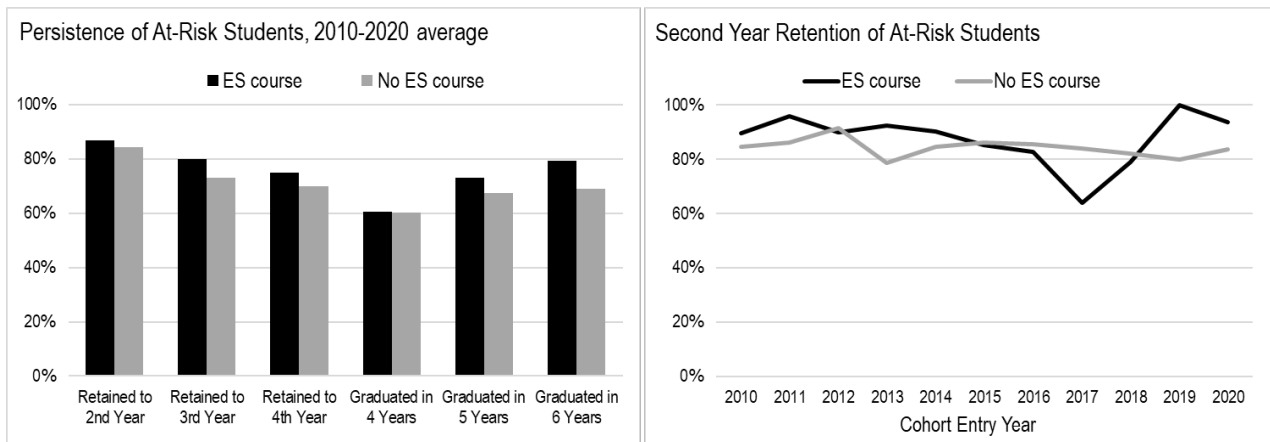 Persistence of At-Risk Students, 2010-2020 average
ES course No ES course
100%
80%
60%
40%
20%
0%
Retained to 2nd Year
Retained to 3rd Year
Retained to 4th Year
Graduated in 4 Years
Graduated in 5 Years
Graduated in 6 Years
Second Year Retention of At-Risk Students
ES course No ES course
100%
80%
60%
40%
20%
0%
2010 2011 2012 2013 2014 2015 2016 2017 2018 2019 2020
Cohort Entry Year